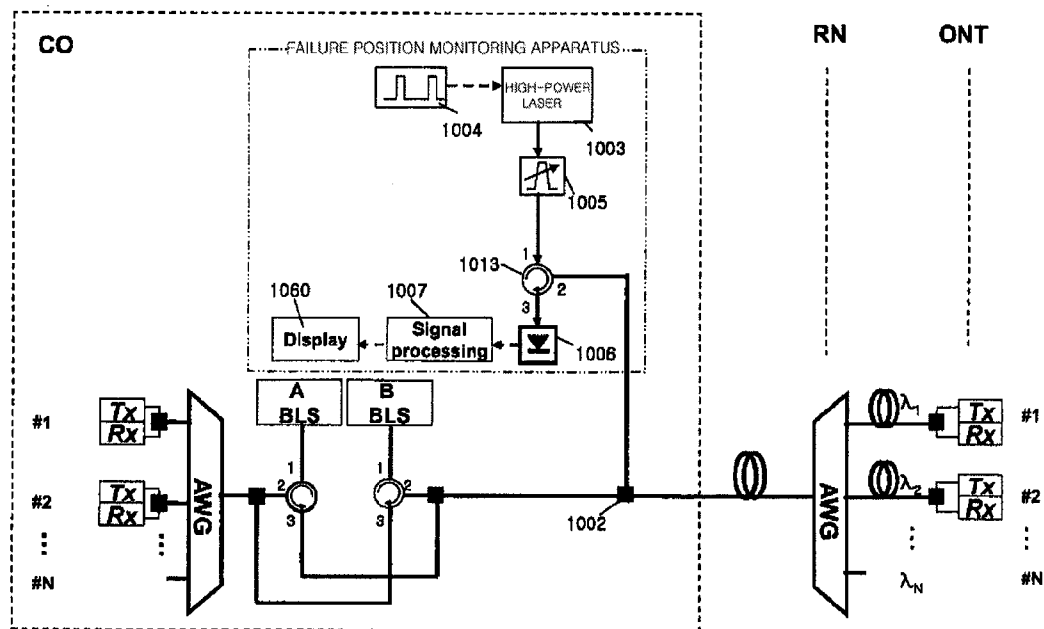 CO
RN
ONT
FAILURE POSITION MONITORING APPARATUS
1004
HIGH-POWER
LASER
1003
1005
1
1013
2
3
1060
1007
Display
Signal
processing
1006
A
BLS
B
BLS
#1
Tx
Rx
#2
Tx
Rx
⋮
⋮
#N
AWG
1
2
3
1
2
3
1002
AWG
λ1
Tx
Rx
#1
λ2
Tx
Rx
#2
⋮
⋮
λN
#N